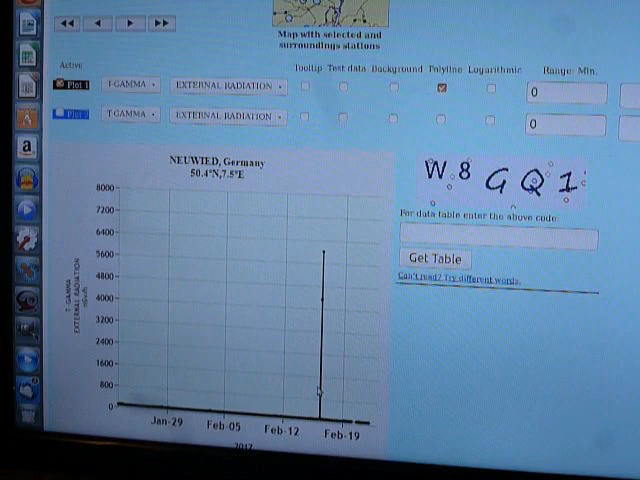 Map with selected and
surroundings stations
Active
Tooltip Test data Background Polyline Logarithmic Range: Min.
Plot 1 T-GAMMA EXTERNAL RADIATION 0
Plot 2 T-GAMMA EXTERNAL RADIATION 0
NEUWIED, Germany
50.4°N,7.5°E
8000
7200
6400
5600
4800
4000
3200
2400
1600
800
0
T-GAMMA
EXTERNAL RADIATION
Jan-29 Feb-05 Feb-12 Feb-19
2017
W 8 G Q 1
For data table enter the above code:
Get Table
Can't read? Try different words.
a